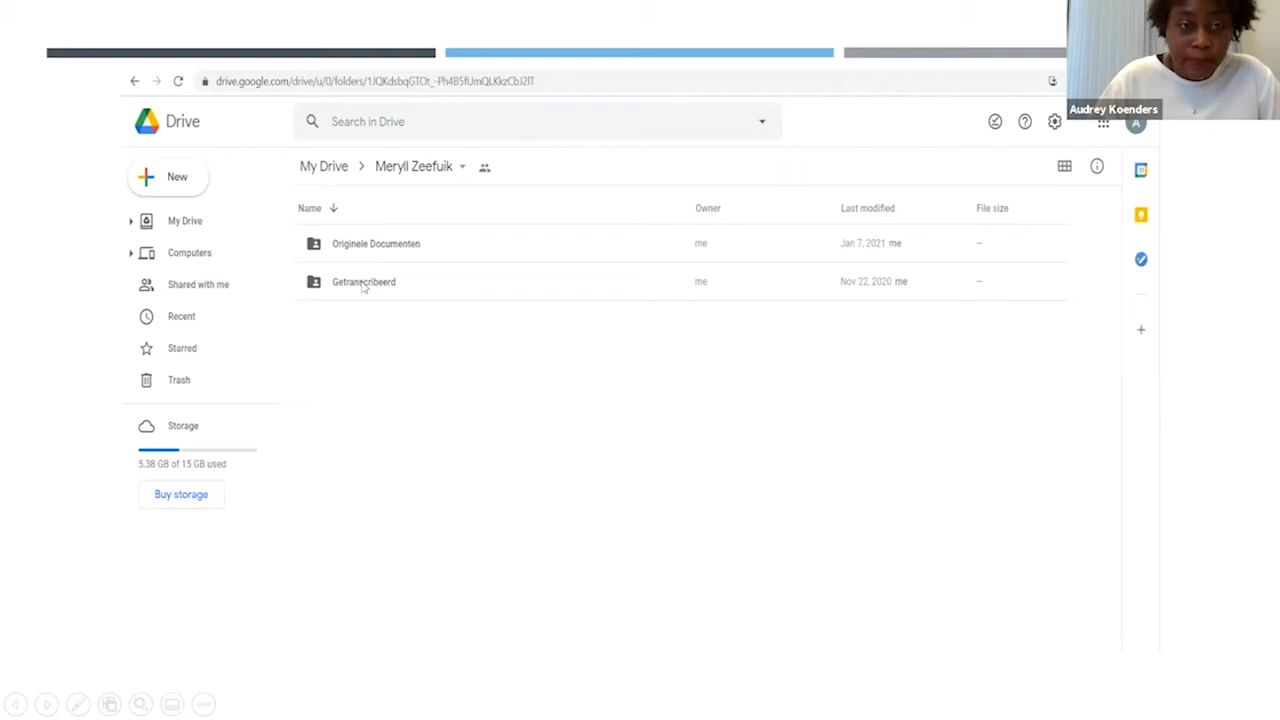 drive.google.com/drive/u/0/folders/
Audrey Koenders
Drive
Search in Drive
A
New
My Drive
Meryll Zeefuik
Name
Owner
Last modified
File size
My Drive
Originele Documenten
me
Jan 7, 2021 me
–
Computers
Getranscribeerd
me
Nov 22, 2020 me
–
Shared with me
Recent
Starred
Trash
Storage
5.38 GB of 15 GB used
Buy storage